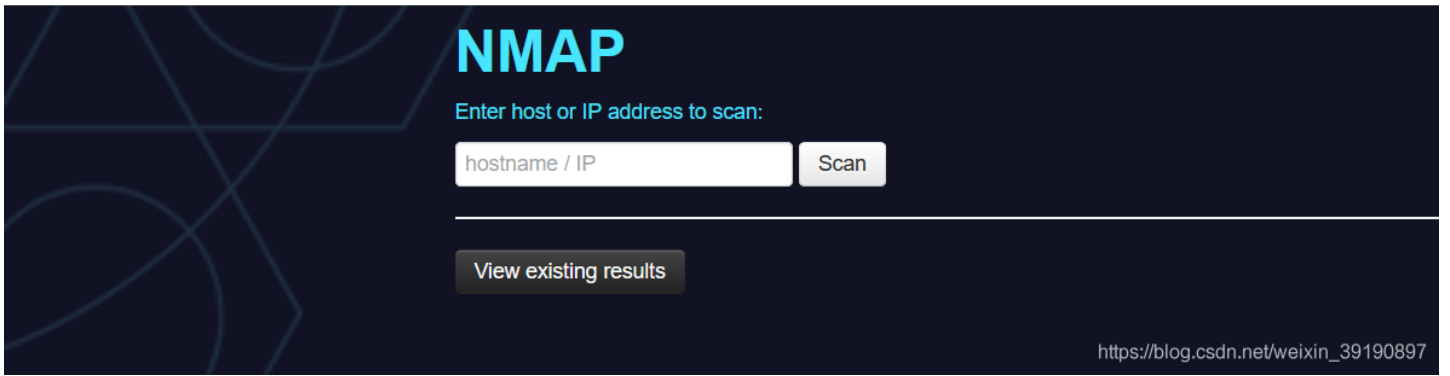 NMAP
Enter host or IP address to scan:
hostname / IP
Scan
View existing results
https://blog.csdn.net/weixin_39190897